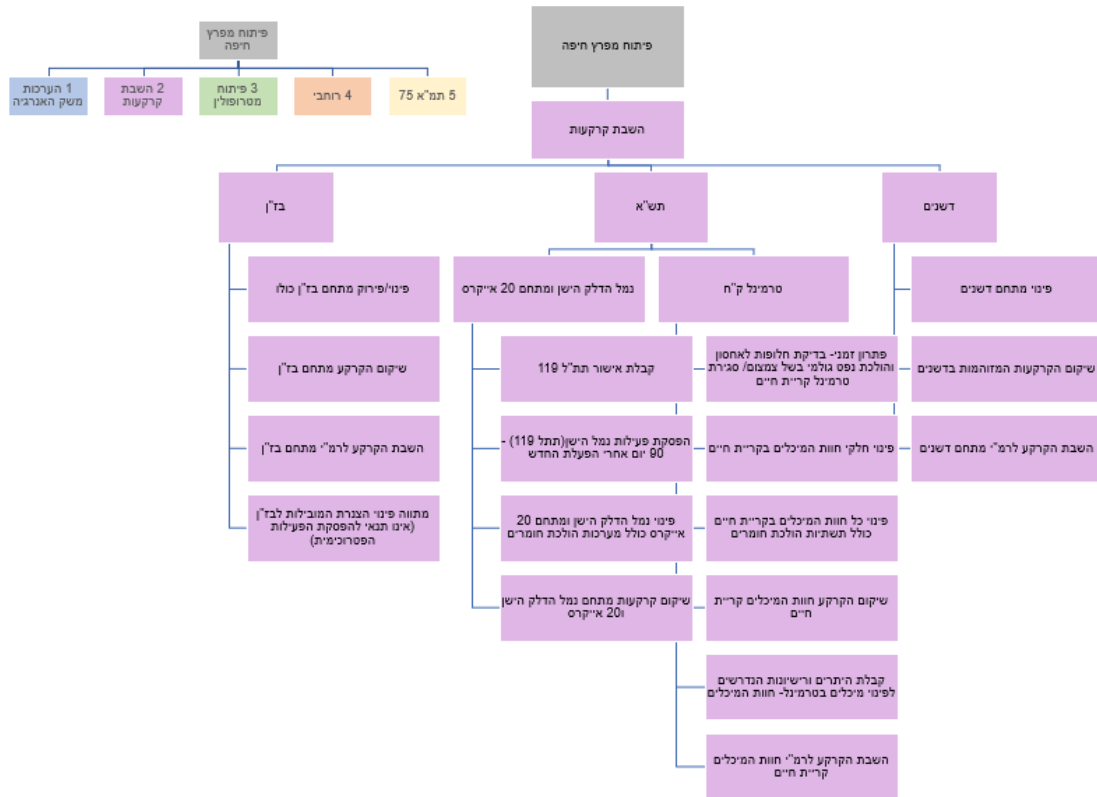 פיתוח מפרץ
חיפה
1 הערכות
משק האנרגיה
2 השבת
קרקעות
3 פיתוח
מטרופולין
4 רוחבי
5 תמ"א 75
פיתוח מפרץ חיפה
השבת קרקעות
דשנים
תש"א
בז"ן
פינוי מתחם דשנים
שיקום הקרקעות המזוהמות בדשנים
השבת הקרקע לרמ"י מתחם דשנים
טרמינל ק"ח
פתרון זמני- בדיקת חלופות לאחסון
והולכת נפט גולמי בשל צמצום/ סגירת
טרמינל קריית חיים
פינוי חלקי חוות המיכלים בקריית חיים
פינוי כל חוות המיכלים בקריית חיים
כולל תשתיות הולכת חומרים
שיקום הקרקע חוות המיכלים קריית
חיים
קבלת היתרים ורישיונות הנדרשים
לפינוי מיכלים בטרמינל- חוות המיכלים
השבת הקרקע לרמ"י חוות המיכלים
קריית חיים
נמל הדלק הישן ומתחם 20 אייקרס
קבלת אישור תת"ל 119
הפסקת פעילות נמל הישן(תתל 119) -
90 יום אחרי הפעלת החדש
פינוי נמל הדלק הישן ומתחם 20
אייקרס כולל מערכות הולכת חומרים
שיקום קרקעות מתחם נמל הדלק הישן
ו20 אייקרס
פינוי/פירוק מתחם בז"ן כולו
שיקום הקרקע מתחם בז"ן
השבת הקרקע לרמ"י מתחם בז"ן
מתווה פינוי הצנרת המובילות לבז"ן
(אינו תנאי להפסקת הפעילות
הפטרוכימית)